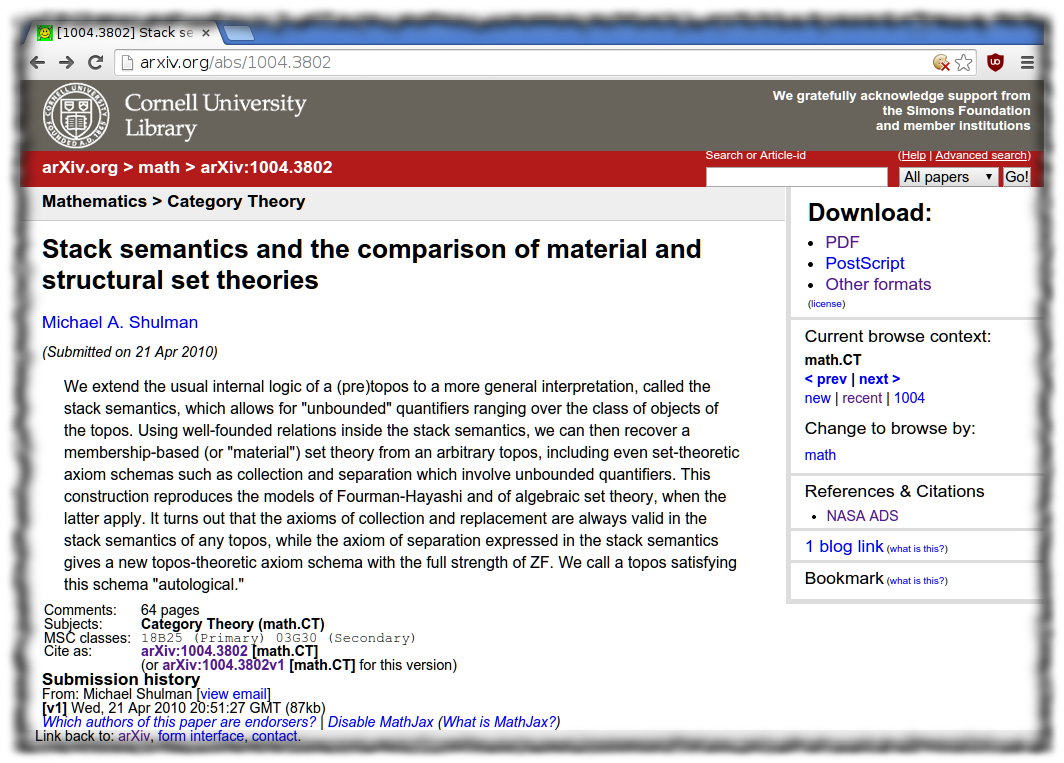 [1004.3802] Stack se
arxiv.org/abs/1004.3802
Cornell University
Library
We gratefully acknowledge support from
the Simons Foundation
and member institutions
arXiv.org > math > arXiv:1004.3802
Search or Article-id
(Help | Advanced search)
All papers
Go!
Mathematics > Category Theory
Stack semantics and the comparison of material and
structural set theories
Michael A. Shulman
(Submitted on 21 Apr 2010)
We extend the usual internal logic of a (pre)topos to a more general interpretation, called the
stack semantics, which allows for "unbounded" quantifiers ranging over the class of objects of
the topos. Using well-founded relations inside the stack semantics, we can then recover a
membership-based (or "material") set theory from an arbitrary topos, including even set-theoretic
axiom schemas such as collection and separation which involve unbounded quantifiers. This
construction reproduces the models of Fourman-Hayashi and of algebraic set theory, when the
latter apply. It turns out that the axioms of collection and replacement are always valid in the
stack semantics of any topos, while the axiom of separation expressed in the stack semantics
gives a new topos-theoretic axiom schema with the full strength of ZF. We call a topos satisfying
this schema "autological."
Comments: 64 pages
Subjects: Category Theory (math.CT)
MSC classes: 18B25 (Primary) 03G30 (Secondary)
Cite as: arXiv:1004.3802 [math.CT]
(or arXiv:1004.3802v1 [math.CT] for this version)
Submission history
From: Michael Shulman [view email]
[v1] Wed, 21 Apr 2010 20:51:27 GMT (87kb)
Which authors of this paper are endorsers? | Disable MathJax (What is MathJax?)
Link back to: arXiv, form interface, contact.
Download:
PDF
PostScript
Other formats
(license)
Current browse context:
math.CT
< prev | next >
new | recent | 1004
Change to browse by:
math
References & Citations
NASA ADS
1 blog link (what is this?)
Bookmark (what is this?)